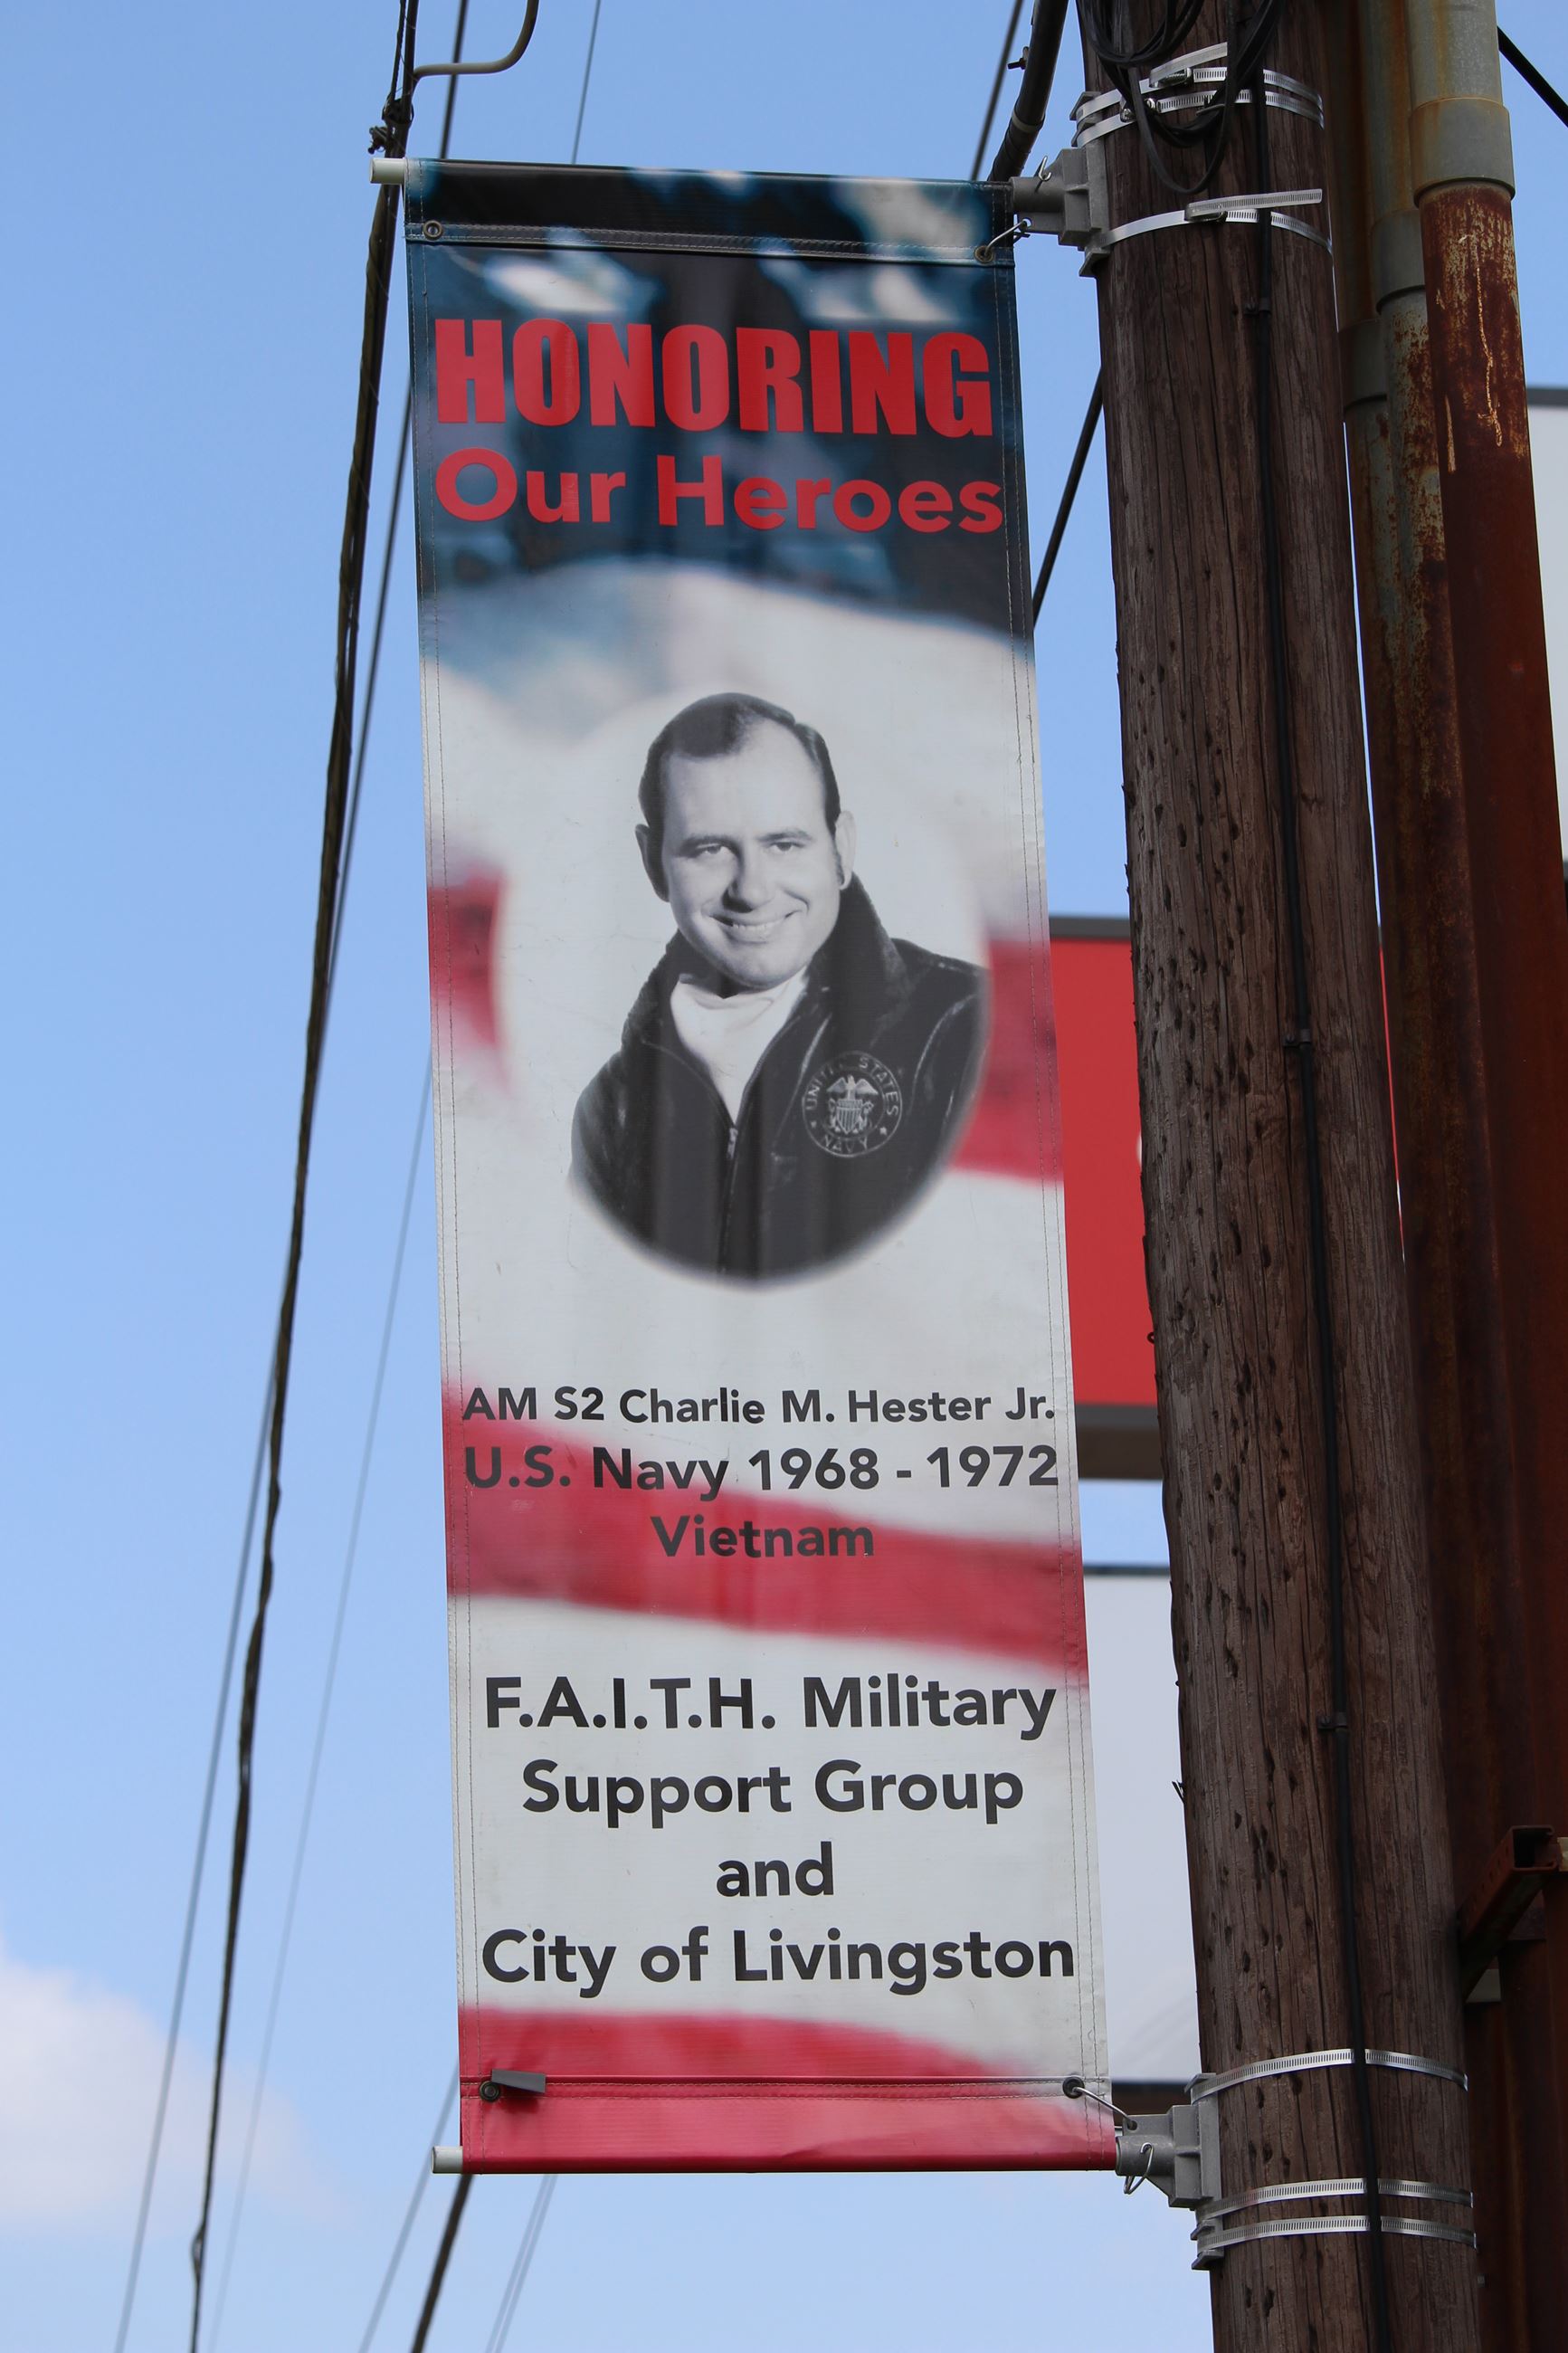 HONORING
Our Heroes
UNITED STATES
NAVY
AM S2 Charlie M. Hester Jr.
U.S. Navy 1968 - 1972
Vietnam
F.A.I.T.H. Military
Support Group
and
City of Livingston